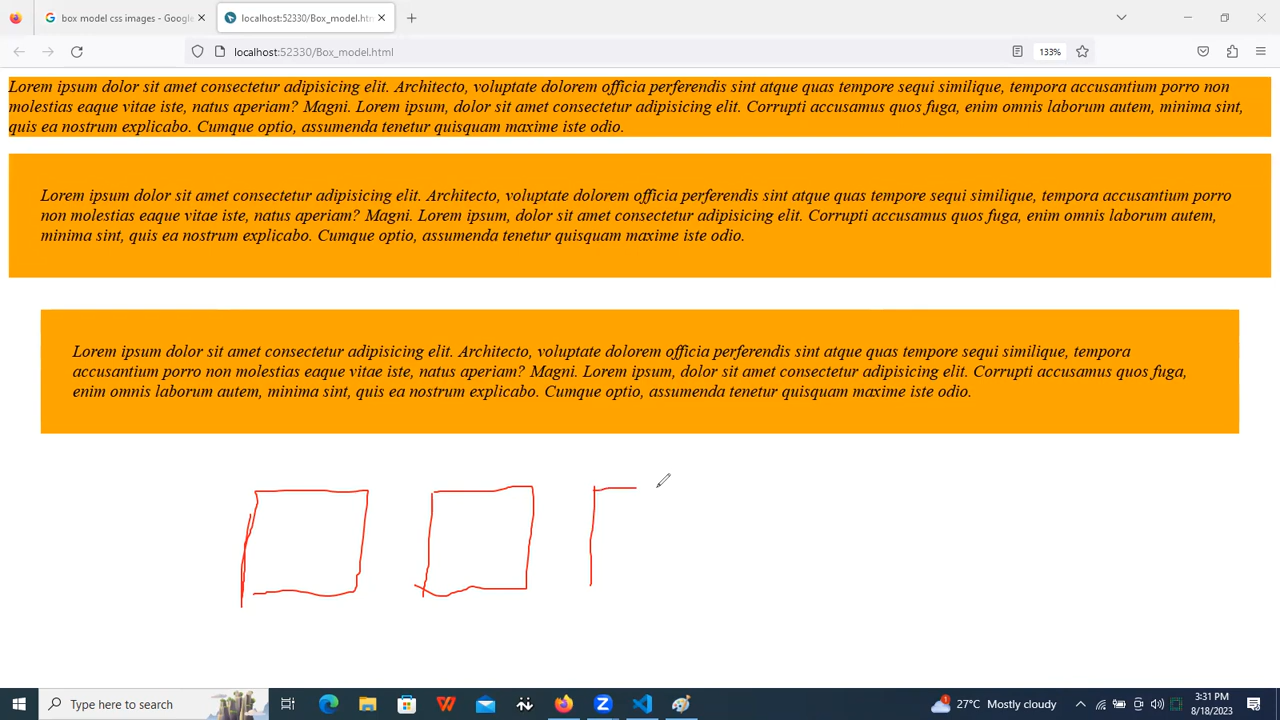 box model css images - Google
localhost:52330/Box_model.htm
localhost:52330/Box_model.html
133%
Lorem ipsum dolor sit amet consectetur adipisicing elit. Architecto, voluptate dolorem officia perferendis sint atque quas tempore sequi similique, tempora accusantium porro non
molestias eaque vitae iste, natus aperiam? Magni. Lorem ipsum, dolor sit amet consectetur adipisicing elit. Corrupti accusamus quos fuga, enim omnis laborum autem, minima sint,
quis ea nostrum explicabo. Cumque optio, assumenda tenetur quisquam maxime iste odio.
Lorem ipsum dolor sit amet consectetur adipisicing elit. Architecto, voluptate dolorem officia perferendis sint atque quas tempore sequi similique, tempora accusantium porro
non molestias eaque vitae iste, natus aperiam? Magni. Lorem ipsum, dolor sit amet consectetur adipisicing elit. Corrupti accusamus quos fuga, enim omnis laborum autem,
minima sint, quis ea nostrum explicabo. Cumque optio, assumenda tenetur quisquam maxime iste odio.
Lorem ipsum dolor sit amet consectetur adipisicing elit. Architecto, voluptate dolorem officia perferendis sint atque quas tempore sequi similique, tempora
accusantium porro non molestias eaque vitae iste, natus aperiam? Magni. Lorem ipsum, dolor sit amet consectetur adipisicing elit. Corrupti accusamus quos fuga,
enim omnis laborum autem, minima sint, quis ea nostrum explicabo. Cumque optio, assumenda tenetur quisquam maxime iste odio.
Type here to search
27°C Mostly cloudy
3:31 PM
8/18/2023